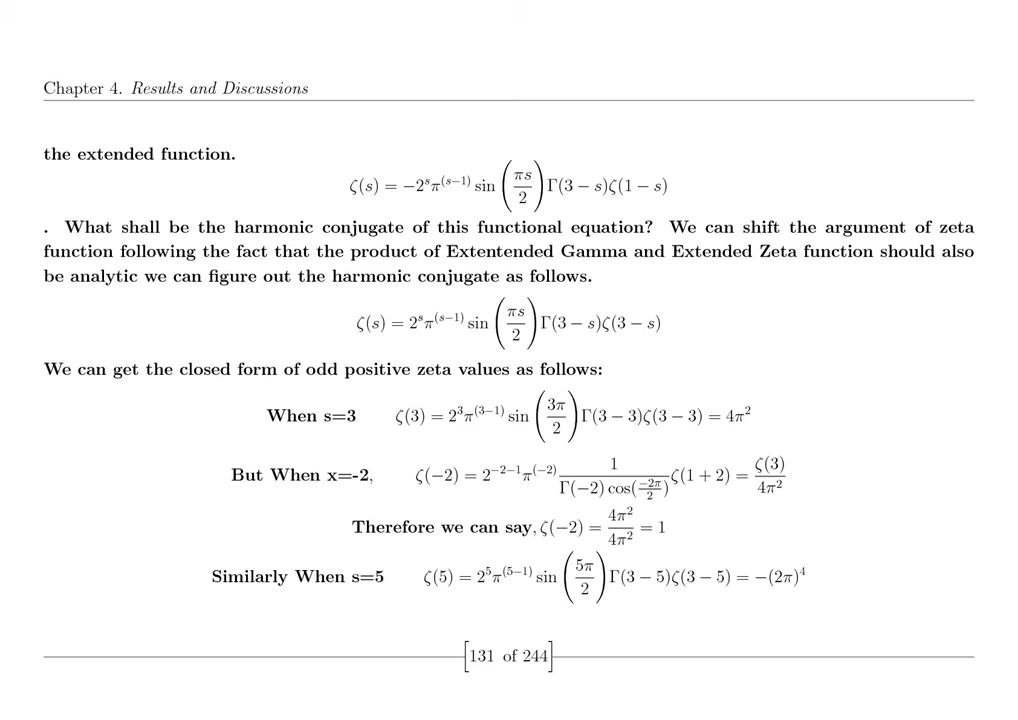 Chapter 4. Results and Discussions
the extended function.
ζ(s) = −2^s π^(s−1) sin(πs/2) Γ(3 − s)ζ(1 − s)
. What shall be the harmonic conjugate of this functional equation? We can shift the argument of zeta
function following the fact that the product of Extentended Gamma and Extended Zeta function should also
be analytic we can figure out the harmonic conjugate as follows.
ζ(s) = 2^s π^(s−1) sin(πs/2) Γ(3 − s)ζ(3 − s)
We can get the closed form of odd positive zeta values as follows:
When s=3 ζ(3) = 2^3 π^(3−1) sin(3π/2) Γ(3 − 3)ζ(3 − 3) = 4π^2
But When x=-2, ζ(−2) = 2^(−2−1) π^(−2) 1/(Γ(−2) cos(−2π/2)) ζ(1 + 2) = ζ(3)/4π^2
Therefore we can say, ζ(−2) = 4π^2/4π^2 = 1
Similarly When s=5 ζ(5) = 2^5 π^(5−1) sin(5π/2) Γ(3 − 5)ζ(3 − 5) = −(2π)^4
[131 of 244]